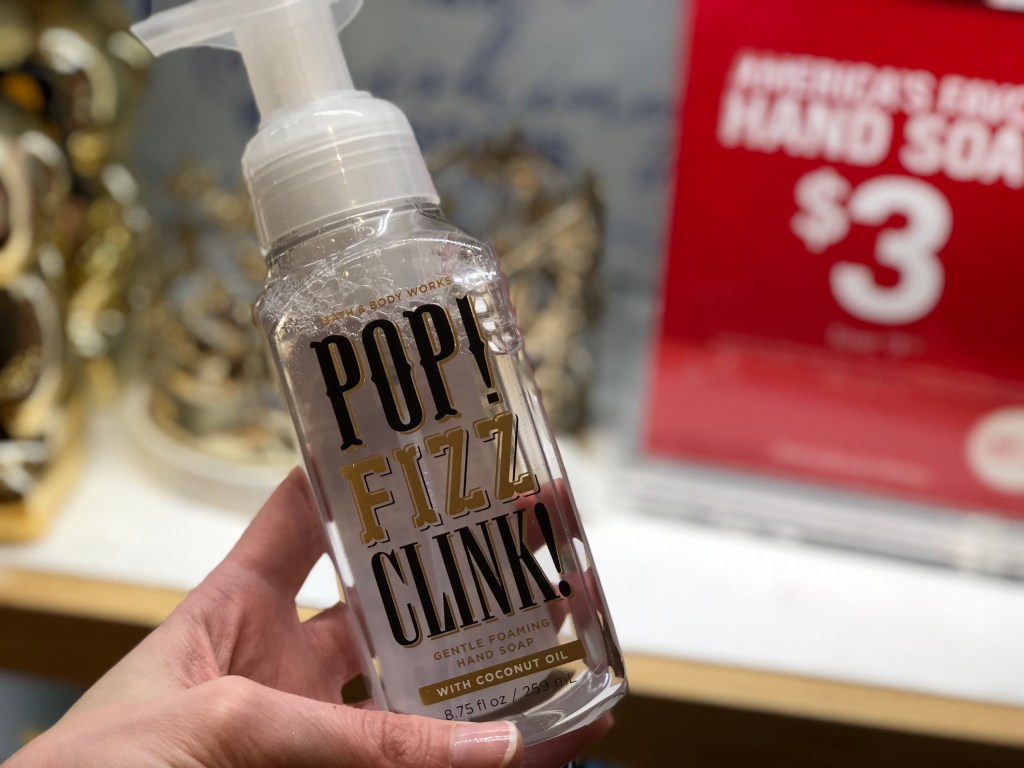 BATH & BODY WORKS
POP!
FIZZ
CLINK!
GENTLE FOAMING
HAND SOAP
WITH COCONUT OIL
8.75 fl oz / 259 mL
AMERICA'S
HAND
$3